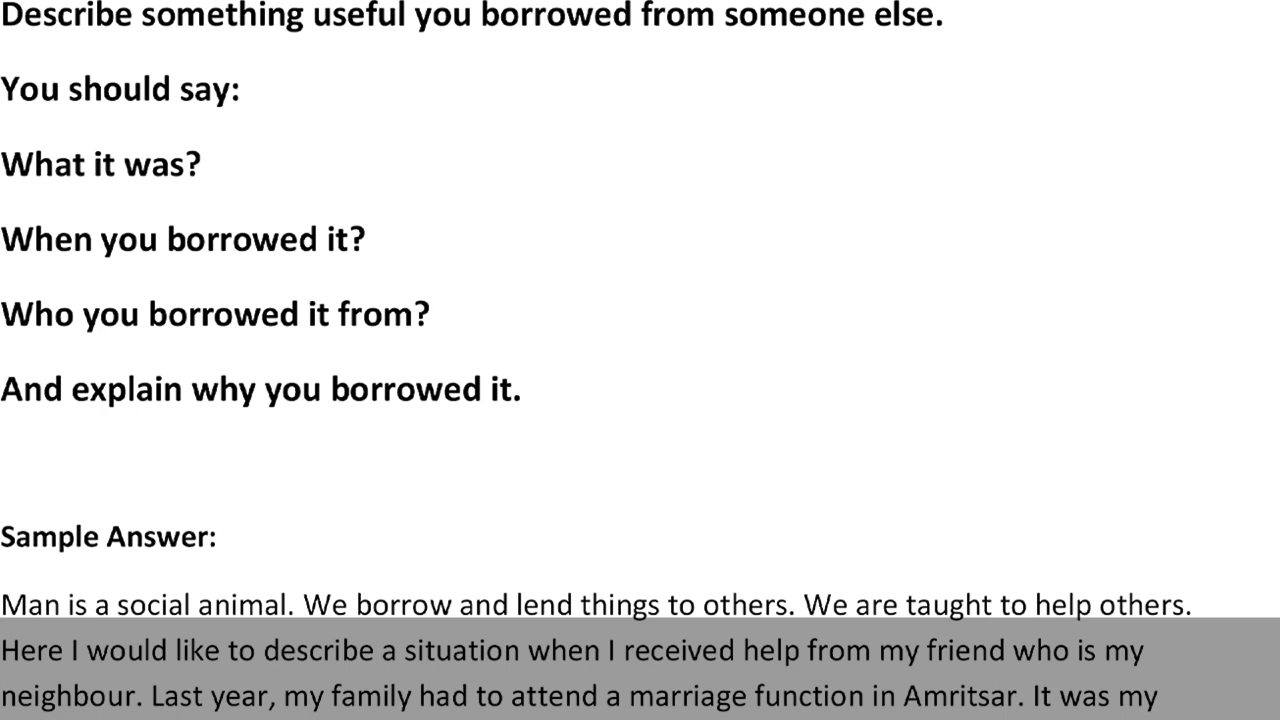 Describe something useful you borrowed from someone else.
You should say:
What it was?
When you borrowed it?
Who you borrowed it from?
And explain why you borrowed it.
Sample Answer:
Man is a social animal. We borrow and lend things to others. We are taught to help others.
Here I would like to describe a situation when I received help from my friend who is my
neighbour. Last year, my family had to attend a marriage function in Amritsar. It was my